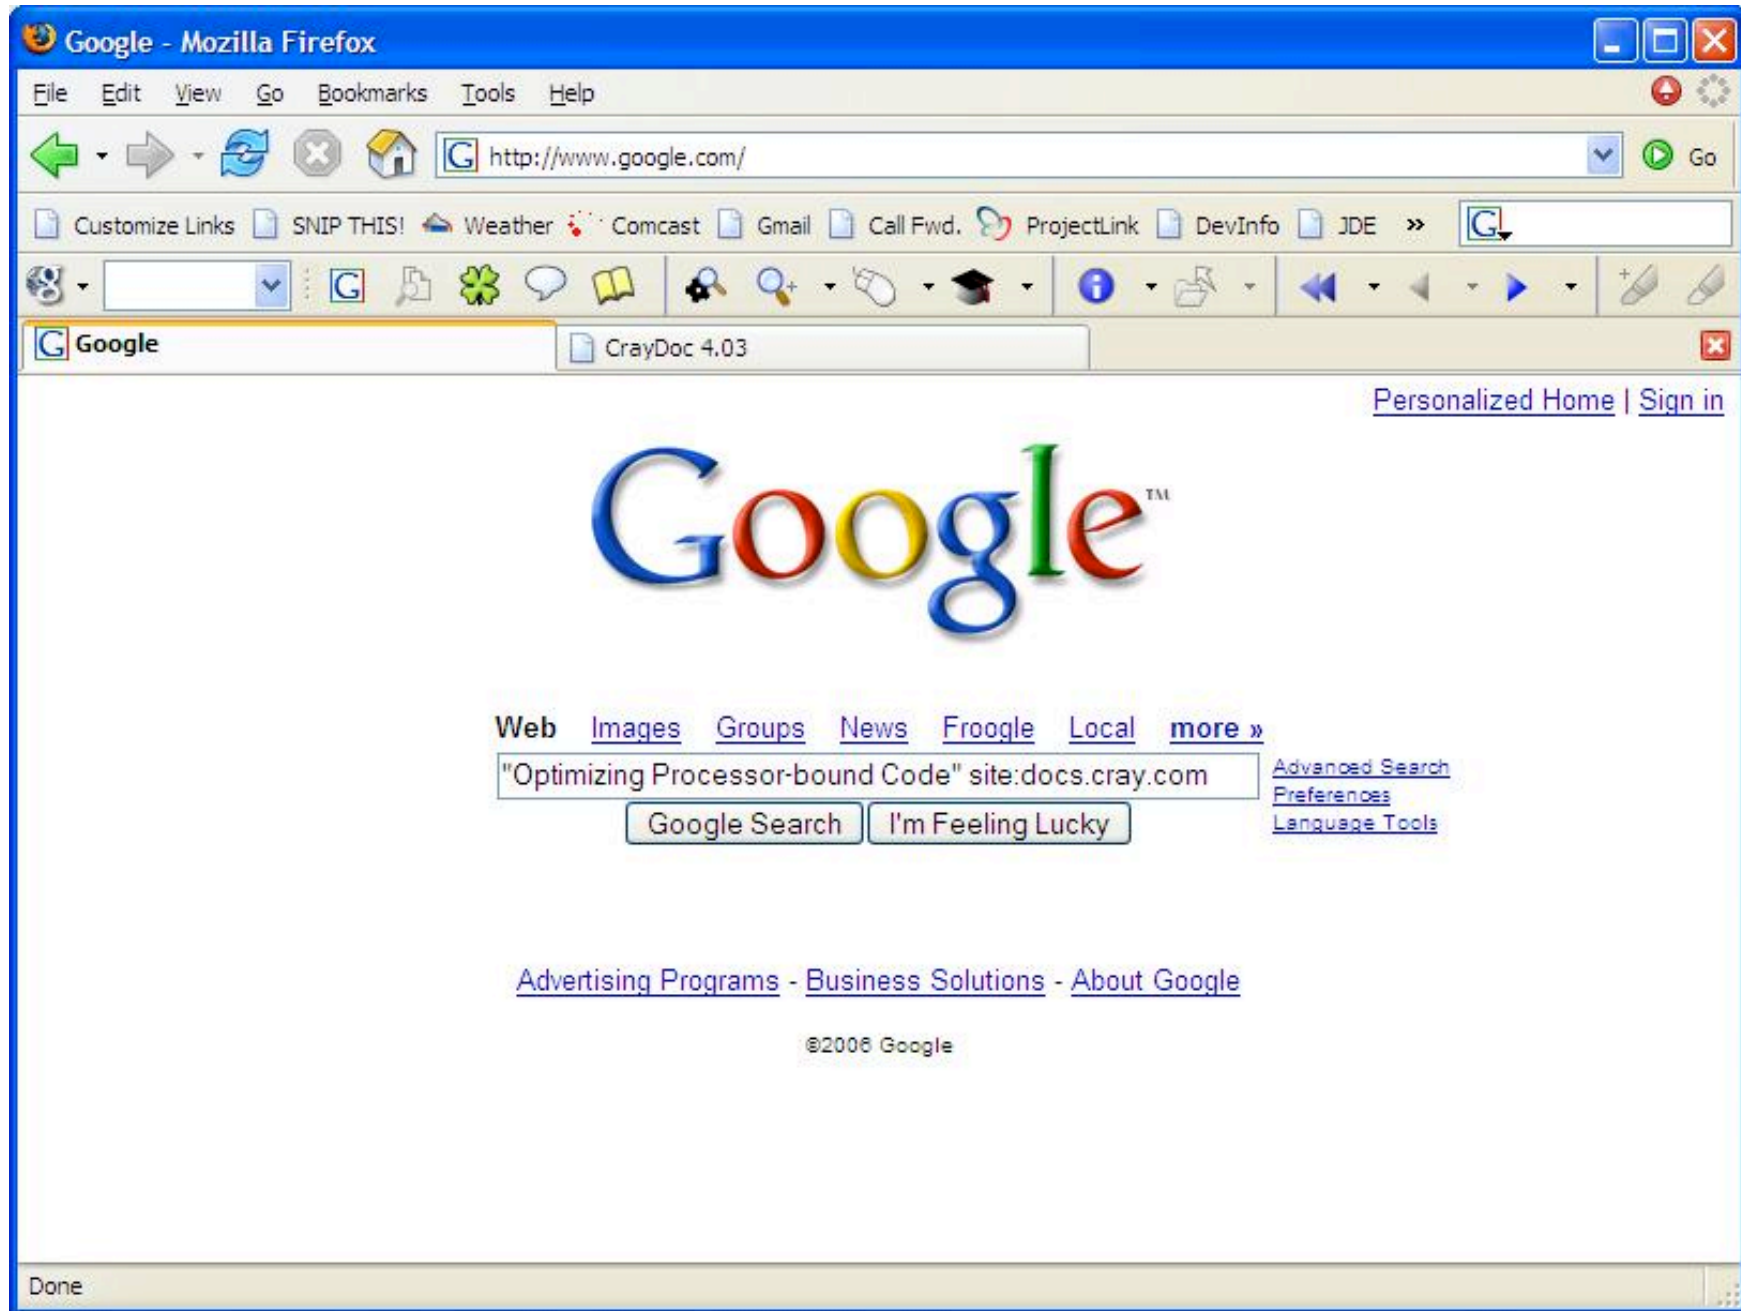 Google - Mozilla Firefox
File Edit View Go Bookmarks Tools Help
http://www.google.com/ Go
Customize Links SNIP THIS! Weather Comcast Gmail Call Fwd. ProjectLink DevInfo JDE »
Google CrayDoc 4.03
Personalized Home | Sign in
Google™
Web Images Groups News Froogle Local more »
"Optimizing Processor-bound Code" site:docs.cray.com
Advanced Search
Preferences
Language Tools
Google Search I'm Feeling Lucky
Advertising Programs - Business Solutions - About Google
©2006 Google
Done